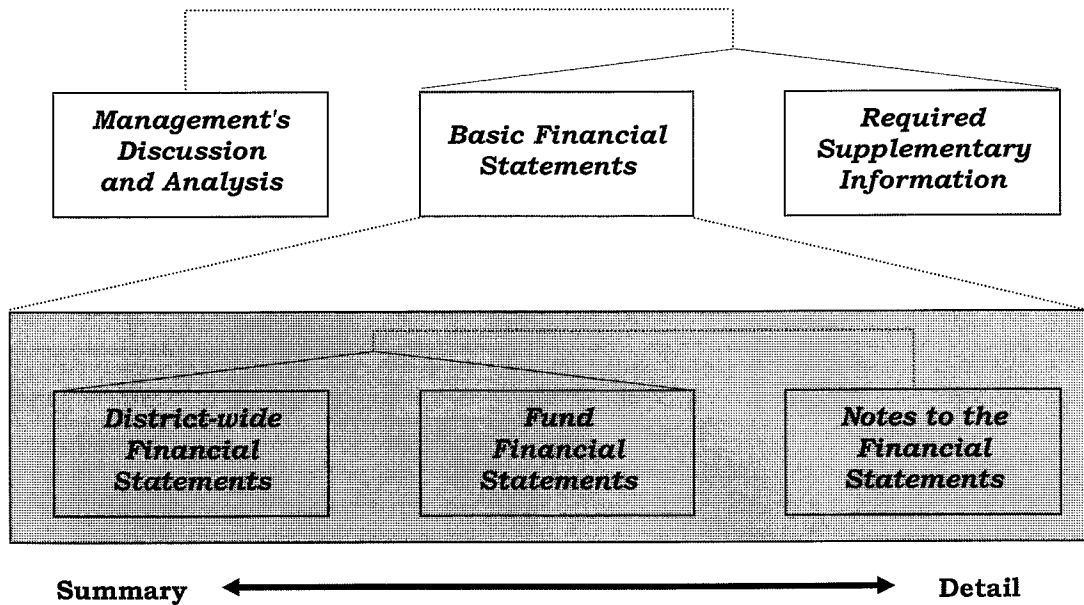 Management's
Discussion
and Analysis
Basic Financial
Statements
Required
Supplementary
Information
District-wide
Financial
Statements
Fund
Financial
Statements
Notes to the
Financial
Statements
Summary
Detail